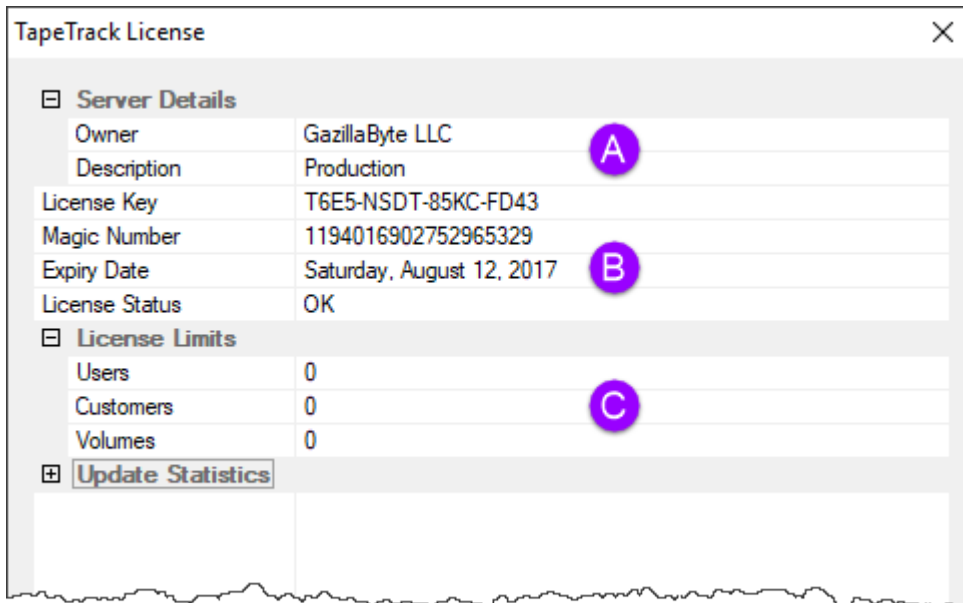 TapeTrack License
Server Details
Owner GazillaByte LLC
A
Description Production
License Key T6E5-NSDT-85KC-FD43
Magic Number 1194016902752965329
Expiry Date Saturday, August 12, 2017
B
License Status OK
License Limits
Users 0
Customers 0
C
Volumes 0
Update Statistics